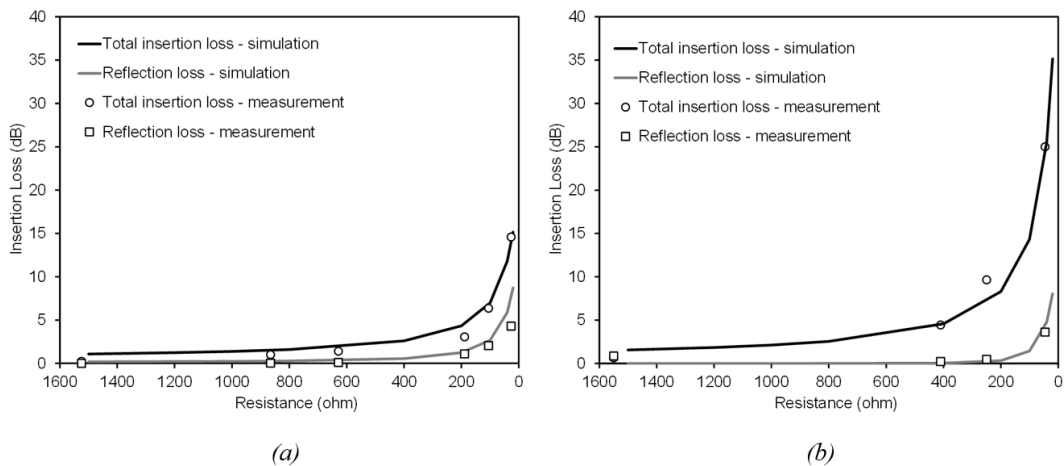 40
35
30
25
20
15
10
5
0
Insertion Loss (dB)
Total insertion loss - simulation
Reflection loss - simulation
Total insertion loss - measurement
Reflection loss - measurement
1600 1400 1200 1000 800 600 400 200 0
Resistance (ohm)
(a)
40
35
30
25
20
15
10
5
0
Insertion Loss (dB)
Total insertion loss - simulation
Reflection loss - simulation
Total insertion loss - measurement
Reflection loss - measurement
1600 1400 1200 1000 800 600 400 200 0
Resistance (ohm)
(b)